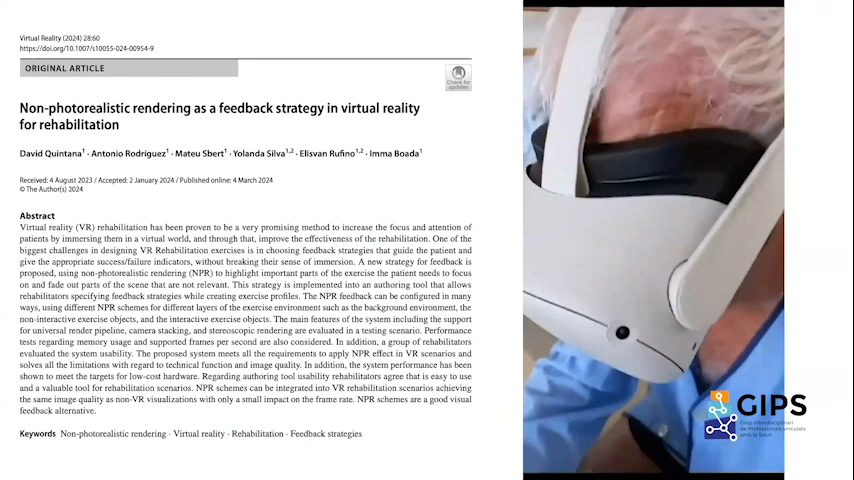 Virtual Reality (2024) 28:60
https://doi.org/10.1007/s10055-024-00954-9
ORIGINAL ARTICLE
Check for
updates
Non-photorealistic rendering as a feedback strategy in virtual reality
for rehabilitation
David Quintana1 · Antonio Rodríguez1 · Mateu Sbert1 · Yolanda Silva1,2 · Elisvan Rufino1,2 · Imma Boada1
Received: 4 August 2023 / Accepted: 2 January 2024 / Published online: 4 March 2024
© The Author(s) 2024
Abstract
Virtual reality (VR) rehabilitation has been proven to be a very promising method to increase the focus and attention of
patients by immersing them in a virtual world, and through that, improve the effectiveness of the rehabilitation. One of the
biggest challenges in designing VR Rehabilitation exercises is in choosing feedback strategies that guide the patient and
give the appropriate success/failure indicators, without breaking their sense of immersion. A new strategy for feedback is
proposed, using non-photorealistic rendering (NPR) to highlight important parts of the exercise the patient needs to focus
on and fade out parts of the scene that are not relevant. This strategy is implemented into an authoring tool that allows
rehabilitators specifying feedback strategies while creating exercise profiles. The NPR feedback can be configured in many
ways, using different NPR schemes for different layers of the exercise environment such as the background environment, the
non-interactive exercise objects, and the interactive exercise objects. The main features of the system including the support
for universal render pipeline, camera stacking, and stereoscopic rendering are evaluated in a testing scenario. Performance
tests regarding memory usage and supported frames per second are also considered. In addition, a group of rehabilitators
evaluated the system usability. The proposed system meets all the requirements to apply NPR effect in VR scenarios and
solves all the limitations with regard to technical function and image quality. In addition, the system performance has been
shown to meet the targets for low-cost hardware. Regarding authoring tool usability rehabilitators agree that is easy to use
and a valuable tool for rehabilitation scenarios. NPR schemes can be integrated into VR rehabilitation scenarios achieving
the same image quality as non-VR visualizations with only a small impact on the frame rate. NPR schemes are a good visual
feedback alternative.
Keywords Non-photorealistic rendering · Virtual reality · Rehabilitation · Feedback strategies
GIPS
Grup Interdisciplinari
de Professionals vinculats
amb la Salut